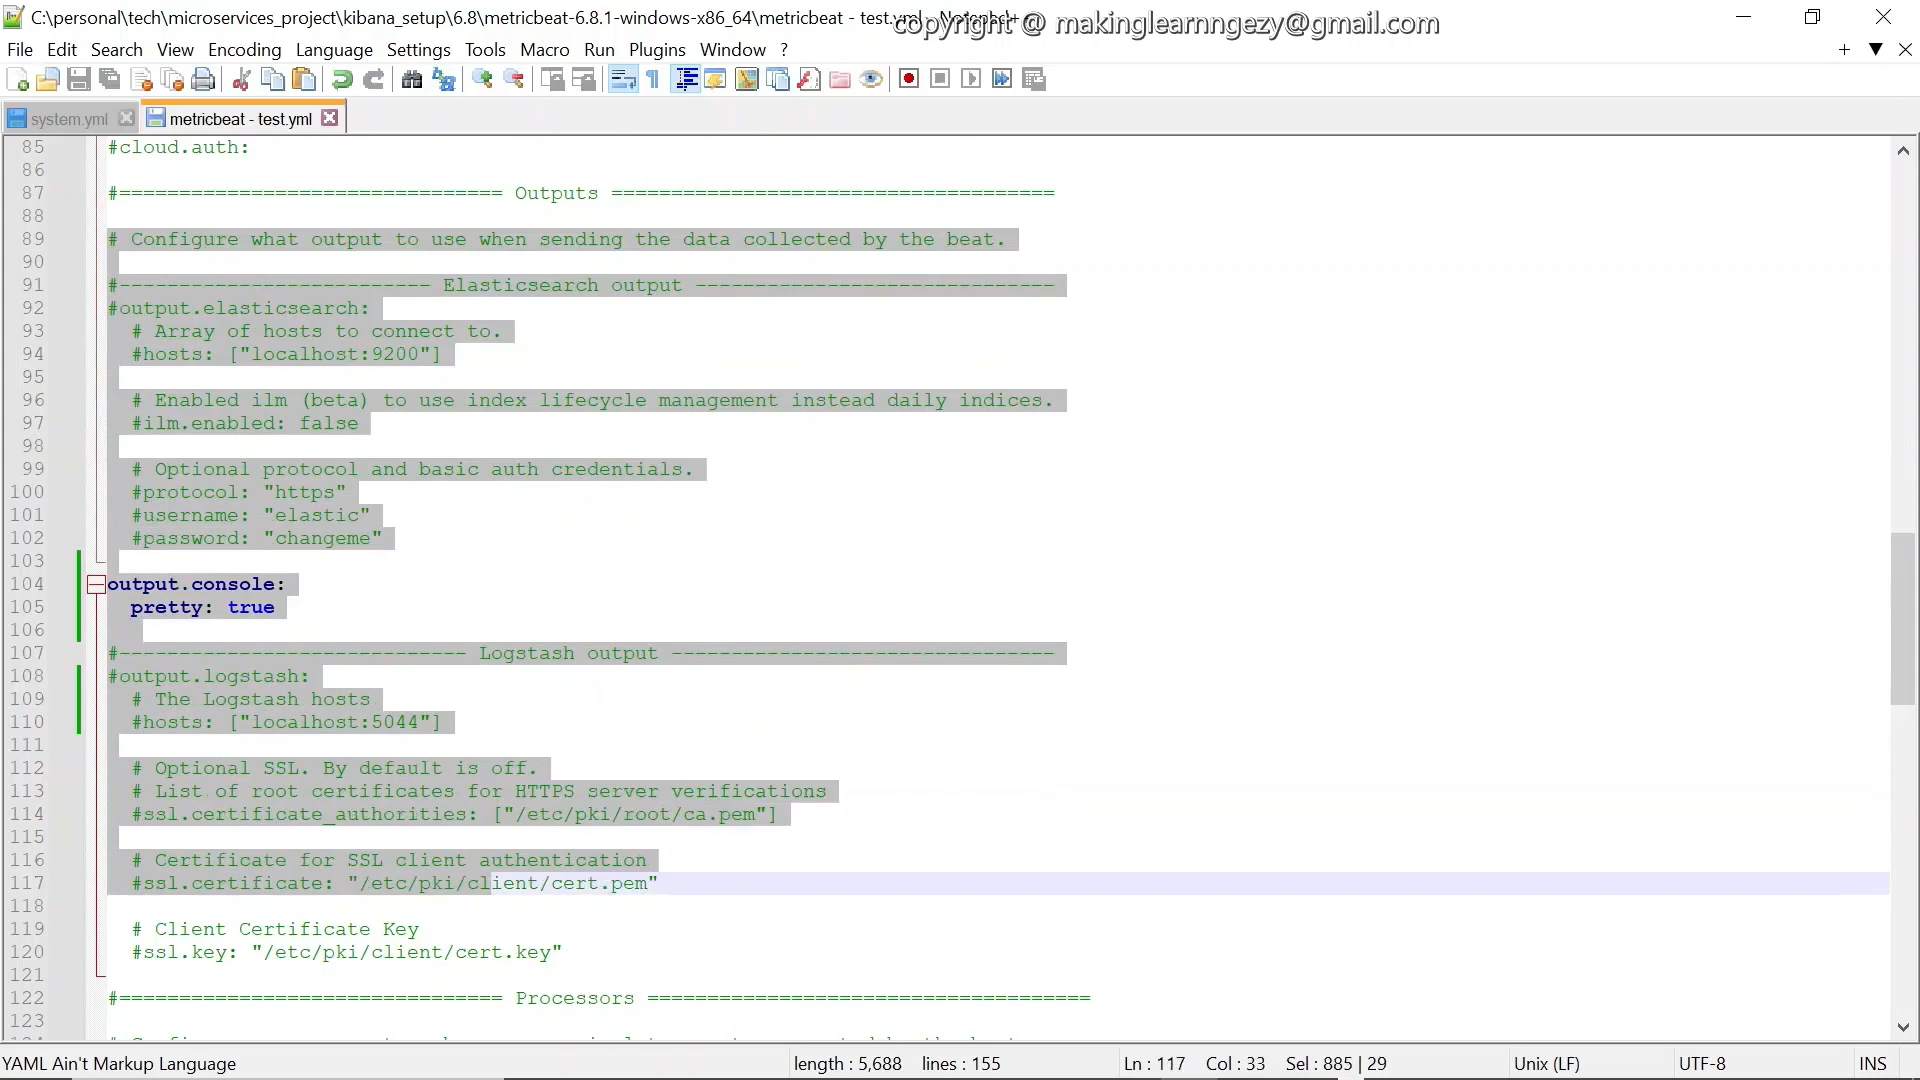 C:\personal\tech\microservices_project\kibana_setup\6.8\metricbeat-6.8.1-windows-x86_64\metricbeat - test.yml - Notepad++
copyright @ makinglearnngezy@gmail.com
File Edit Search View Encoding Language Settings Tools Macro Run Plugins Window ?
system.yml metricbeat - test.yml
85 #cloud.auth:
86
87 #================================ Outputs =====================================
88
89 # Configure what output to use when sending the data collected by the beat.
90
91 #-------------------------- Elasticsearch output ------------------------------
92 #output.elasticsearch:
93 # Array of hosts to connect to.
94 #hosts: ["localhost:9200"]
95
96 # Enabled ilm (beta) to use index lifecycle management instead daily indices.
97 #ilm.enabled: false
98
99 # Optional protocol and basic auth credentials.
100 #protocol: "https"
101 #username: "elastic"
102 #password: "changeme"
103
104 output.console:
105 pretty: true
106
107 #----------------------------- Logstash output --------------------------------
108 #output.logstash:
109 # The Logstash hosts
110 #hosts: ["localhost:5044"]
111
112 # Optional SSL. By default is off.
113 # List of root certificates for HTTPS server verifications
114 #ssl.certificate_authorities: ["/etc/pki/root/ca.pem"]
115
116 # Certificate for SSL client authentication
117 #ssl.certificate: "/etc/pki/client/cert.pem"
118
119 # Client Certificate Key
120 #ssl.key: "/etc/pki/client/cert.key"
121
122 #================================ Processors =====================================
123
YAML Ain't Markup Language length : 5,688 lines : 155 Ln : 117 Col : 33 Sel : 885 | 29 Unix (LF) UTF-8 INS